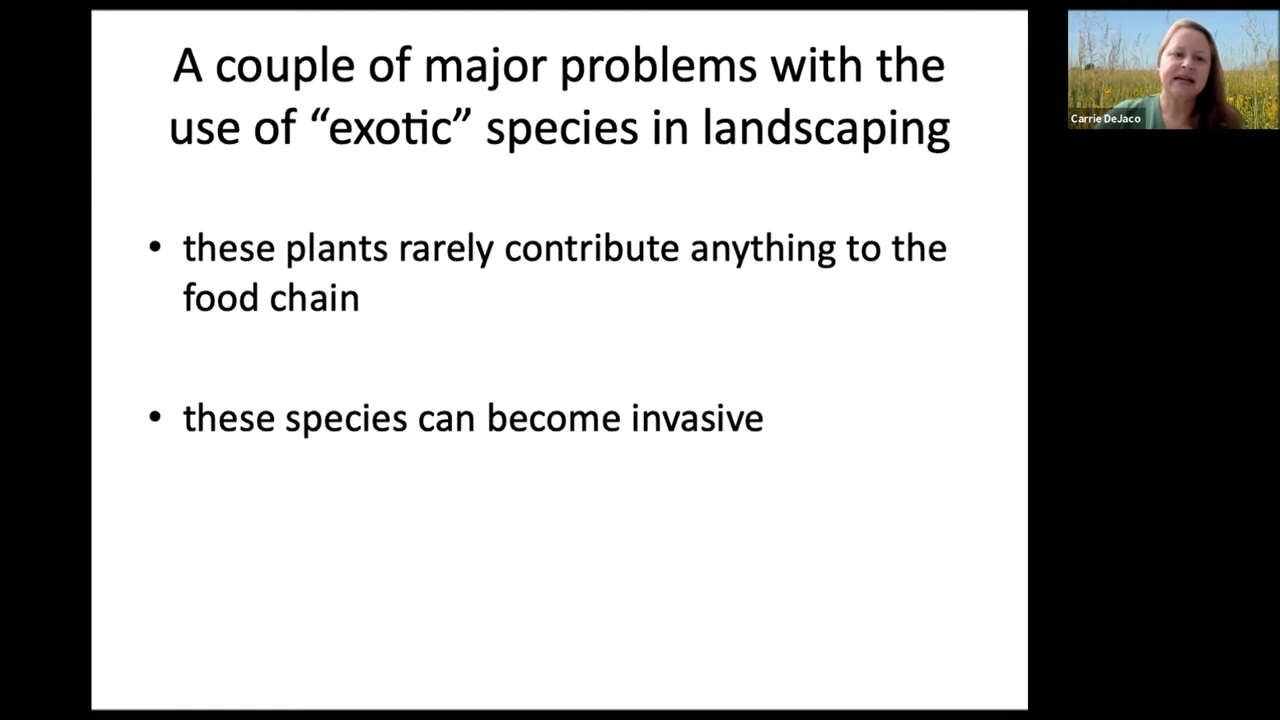 A couple of major problems with the
use of “exotic” species in landscaping
• these plants rarely contribute anything to the
food chain
• these species can become invasive
Carrie DeJaco